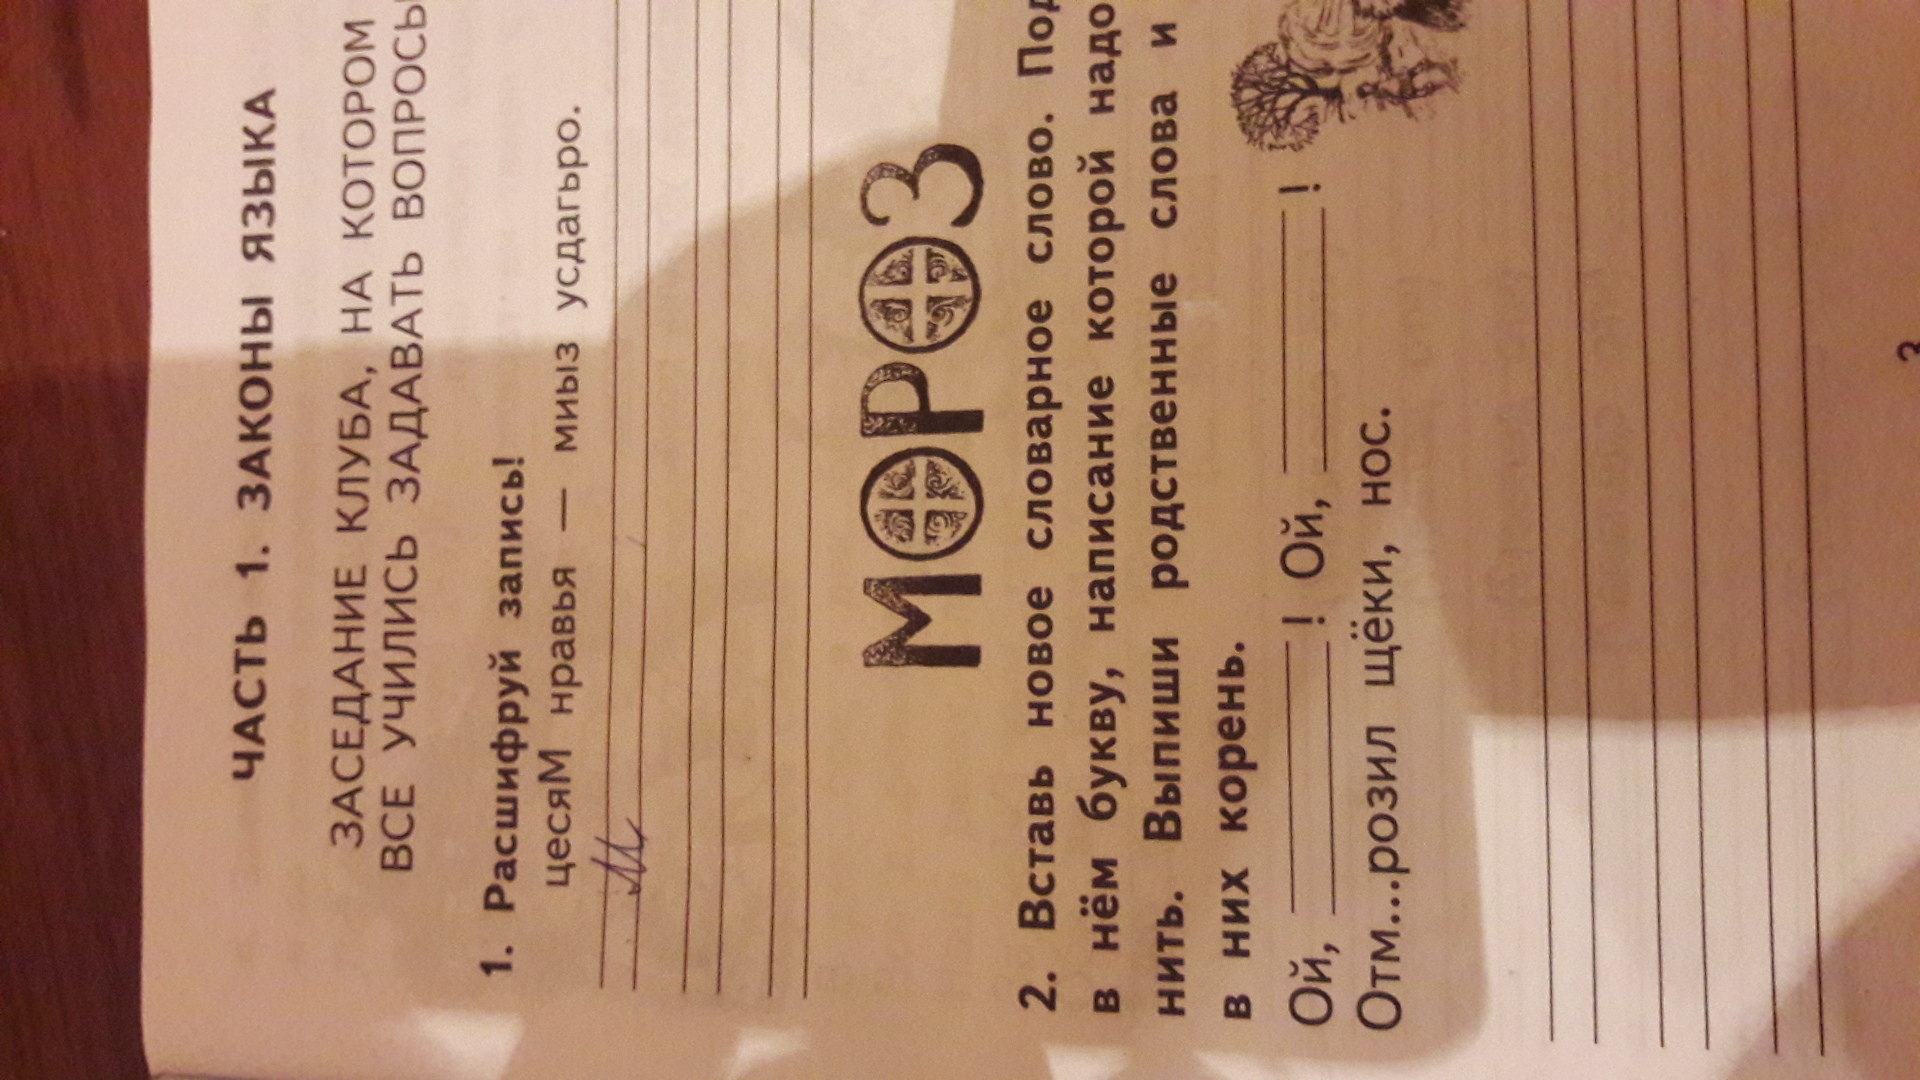 ЧАСТЬ 1. ЗАКОНЫ ЯЗЫКА
ЗАСЕДАНИЕ КЛУБА, НА КОТОРОМ
ВСЕ УЧИЛИСЬ ЗАДАВАТЬ ВОПРОСЫ
1. Расшифруй запись!
цесяМ нравья — миыз усдагьро.
М
МОРОЗ
2. Вставь новое словарное слово. Под
в нём букву, написание которой надо
нить. Выпиши родственные слова и
в них корень.
Ой, ! Ой, !
Отм...розил щёки, нос.
3